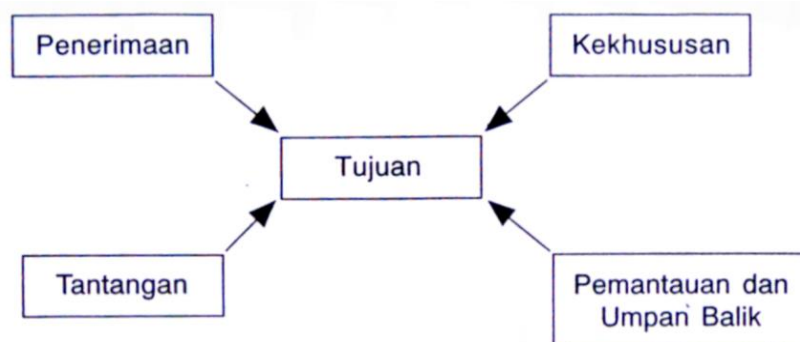 Penerimaan
Kekhususan
Tujuan
Tantangan
Pemantauan dan
Umpan Balik